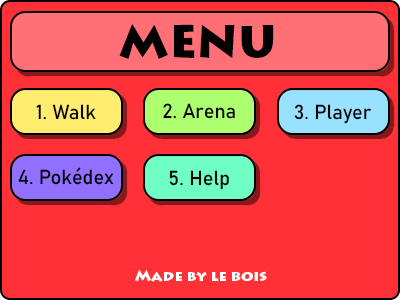 MENU
1. Walk
2. Arena
3. Player
4. Pokédex
5. Help
Made by le bois